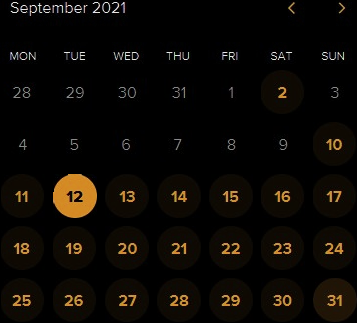 September 2021 < >
MON TUE WED THU FRI SAT SUN
28 29 30 31 1 2 3
4 5 6 7 8 9 10
11 12 13 14 15 16 17
18 19 20 21 22 23 24
25 26 27 28 29 30 31